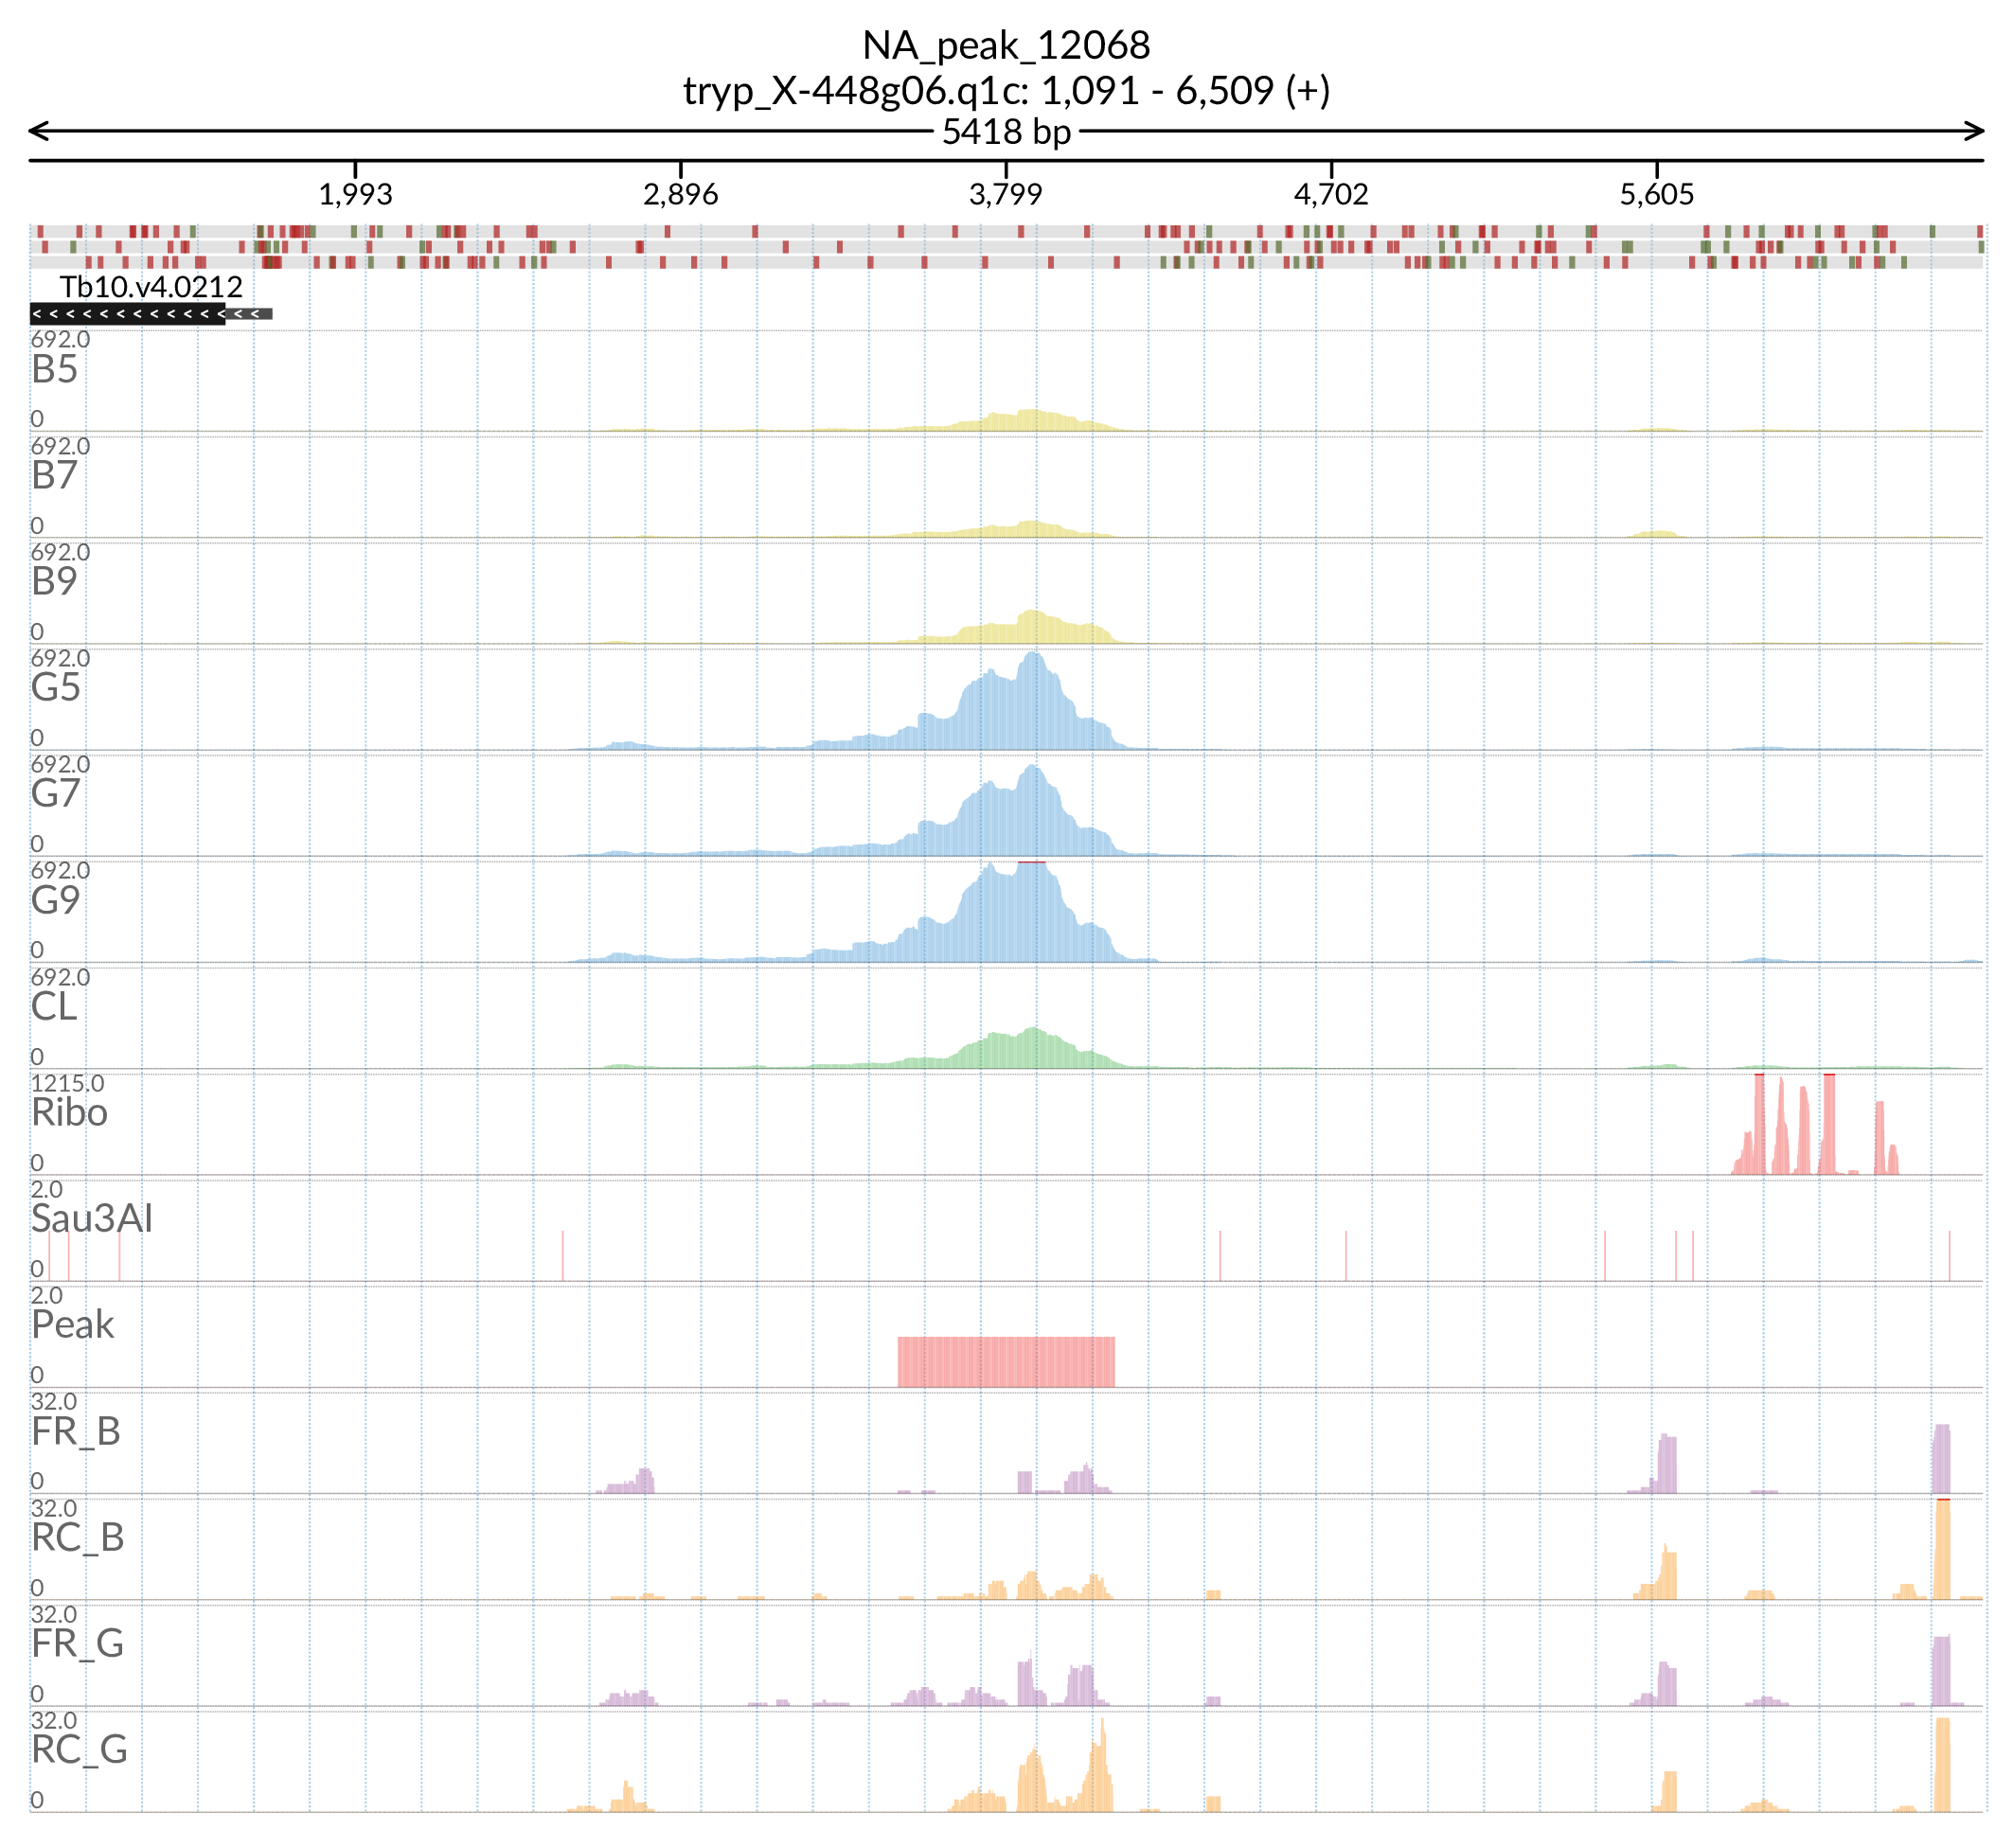 NA_peak_12068
tryp_X-448g06.q1c: 1,091 - 6,509 (+)
5418 bp
1,993 2,896 3,799 4,702 5,605
Tb10.v4.0212
692.0
B5
0
692.0
B7
0
692.0
B9
0
692.0
G5
0
692.0
G7
0
692.0
G9
0
692.0
CL
0
1215.0
Ribo
0
2.0
Sau3AI
0
2.0
Peak
0
32.0
FR_B
0
32.0
RC_B
0
32.0
FR_G
0
32.0
RC_G
0